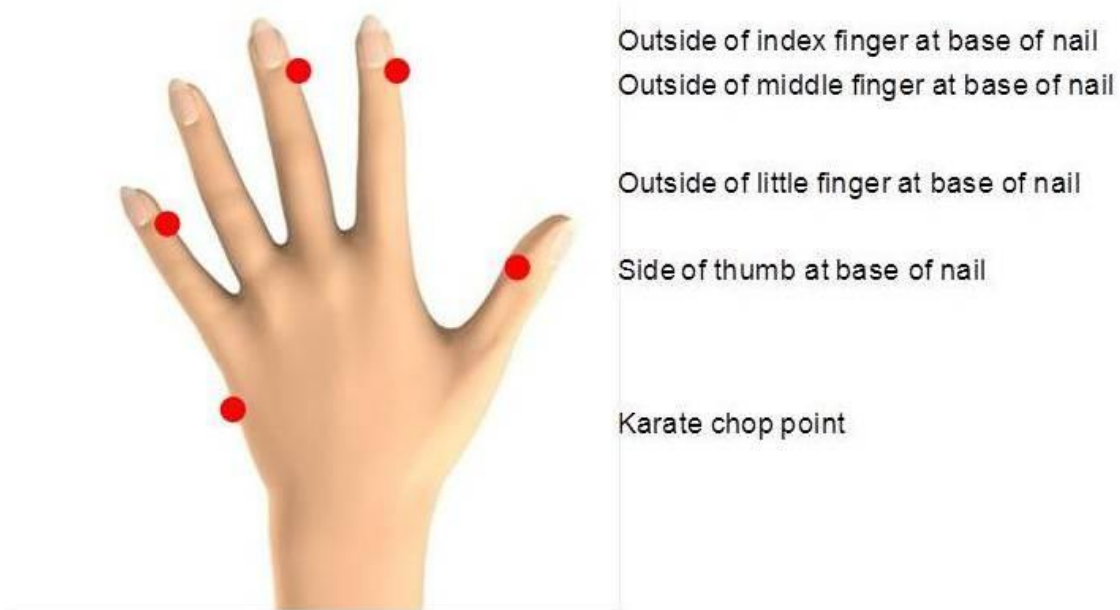 Outside of index finger at base of nail
Outside of middle finger at base of nail
Outside of little finger at base of nail
Side of thumb at base of nail
Karate chop point